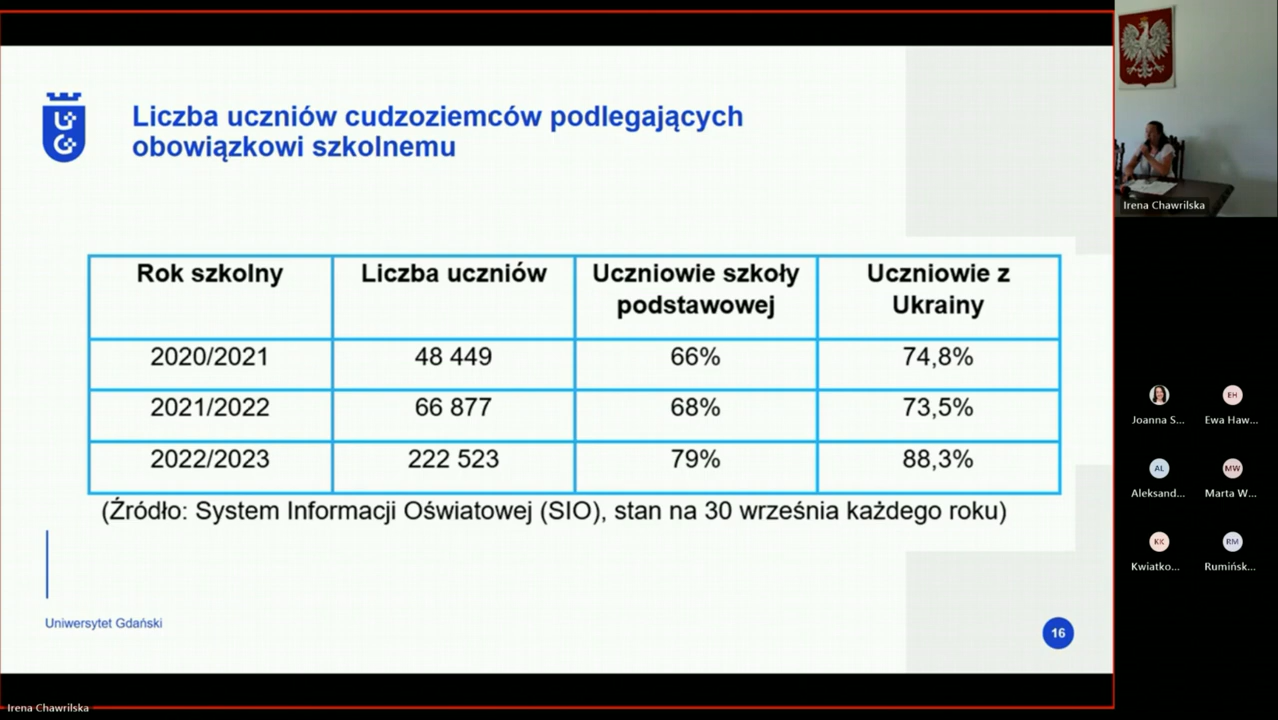 Liczba uczniów cudzoziemców podlegających
obowiązkowi szkolnemu
Rok szkolny
Liczba uczniów
Uczniowie szkoły
podstawowej
Uczniowie z
Ukrainy
2020/2021
48 449
66%
74,8%
2021/2022
66 877
68%
73,5%
2022/2023
222 523
79%
88,3%
(Źródło: System Informacji Oświatowej (SIO), stan na 30 września każdego roku)
Uniwersytet Gdański
16
Irena Chawrilska
Irena Chawrilska
Joanna S...
EH
Ewa Haw...
AL
Aleksand...
MW
Marta W...
KK
Kwiatko...
RM
Rumińsk...